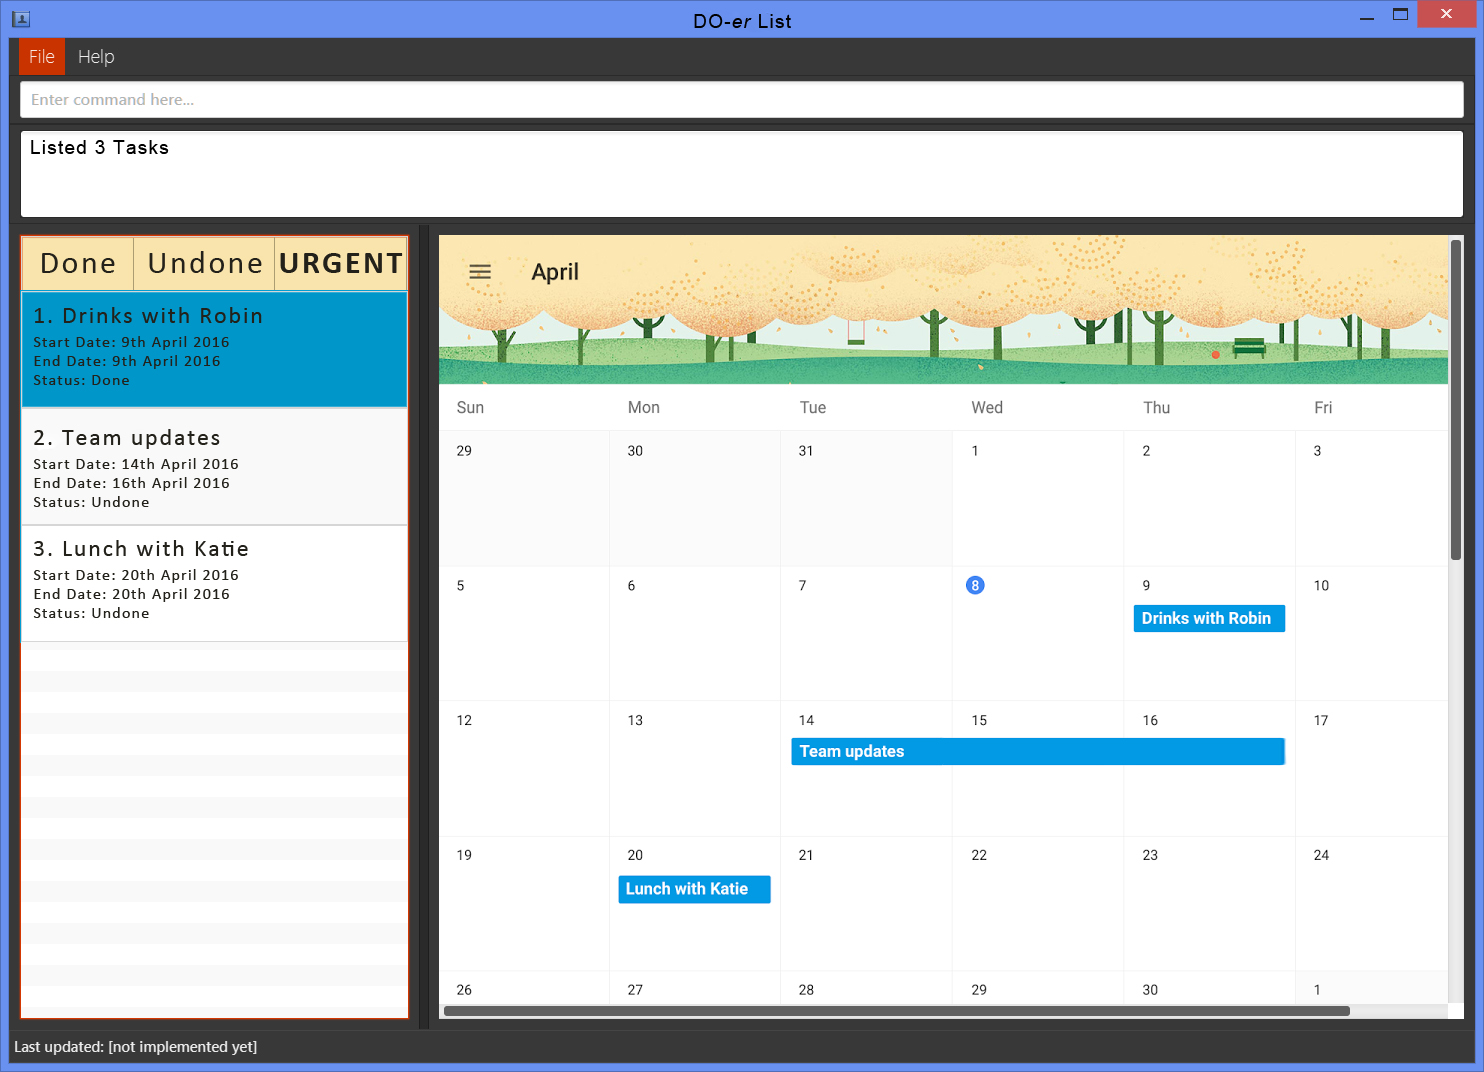 DO-er List
File Help
Enter command here...
Listed 3 Tasks
Done Undone URGENT
1. Drinks with Robin
Start Date: 9th April 2016
End Date: 9th April 2016
Status: Done
2. Team updates
Start Date: 14th April 2016
End Date: 16th April 2016
Status: Undone
3. Lunch with Katie
Start Date: 20th April 2016
End Date: 20th April 2016
Status: Undone
April
Sun Mon Tue Wed Thu Fri
29 30 31 1 2 3
5 6 7 8 9 10
Drinks with Robin
12 13 14 15 16 17
Team updates
19 20 21 22 23 24
Lunch with Katie
26 27 28 29 30 1
Last updated: [not implemented yet]